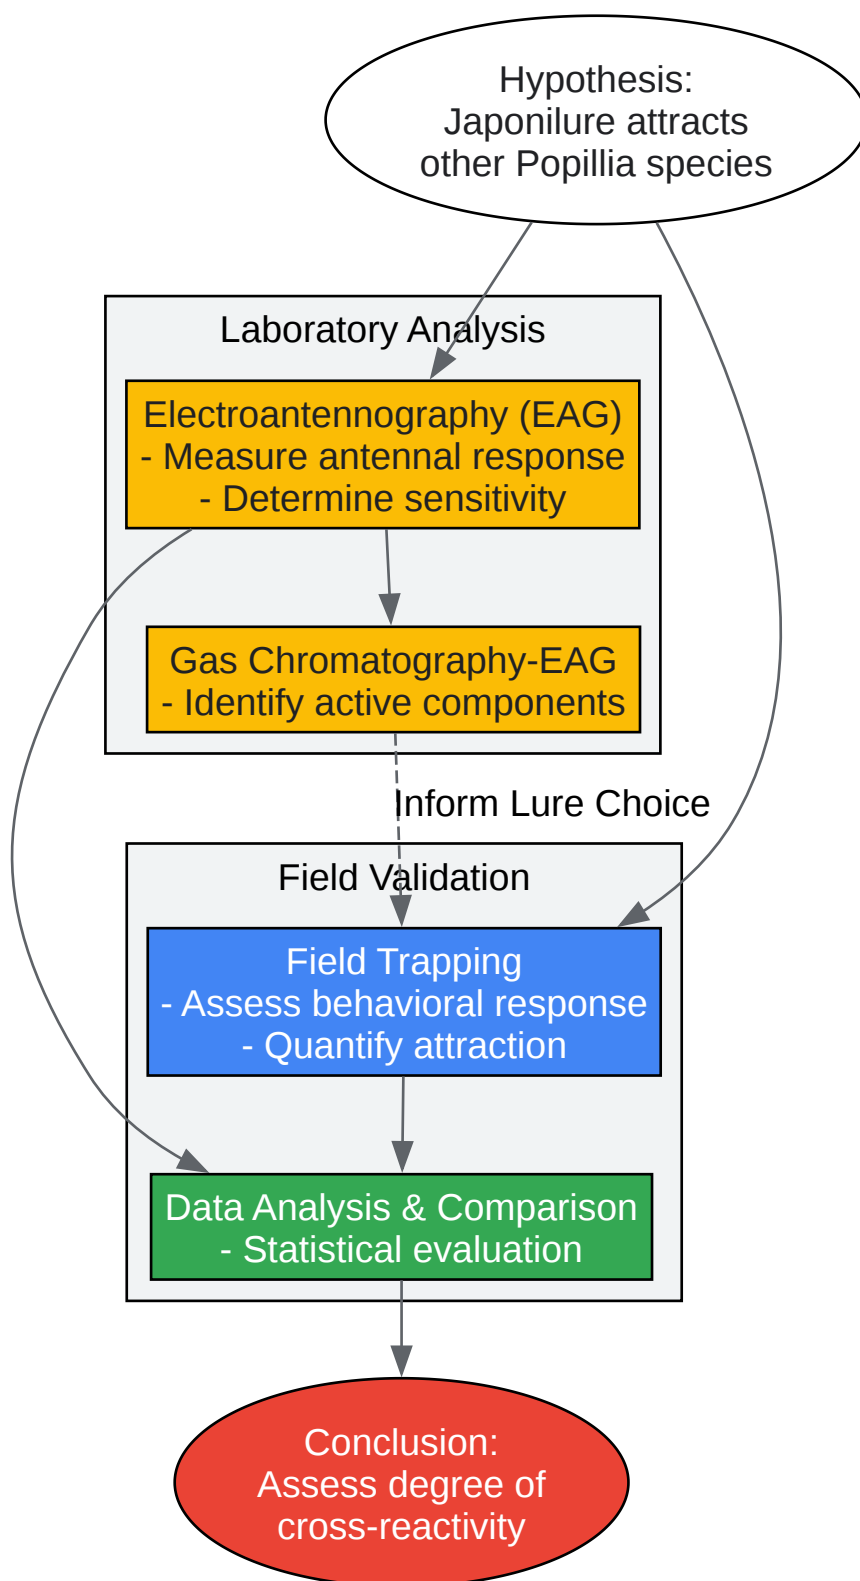 Hypothesis:
Japonilure attracts
other Popillia species
Laboratory Analysis
Electroantennography (EAG)
- Measure antennal response
- Determine sensitivity
Gas Chromatography-EAG
- Identify active components
Inform Lure Choice
Field Validation
Field Trapping
- Assess behavioral response
- Quantify attraction
Data Analysis & Comparison
- Statistical evaluation
Conclusion:
Assess degree of
cross-reactivity